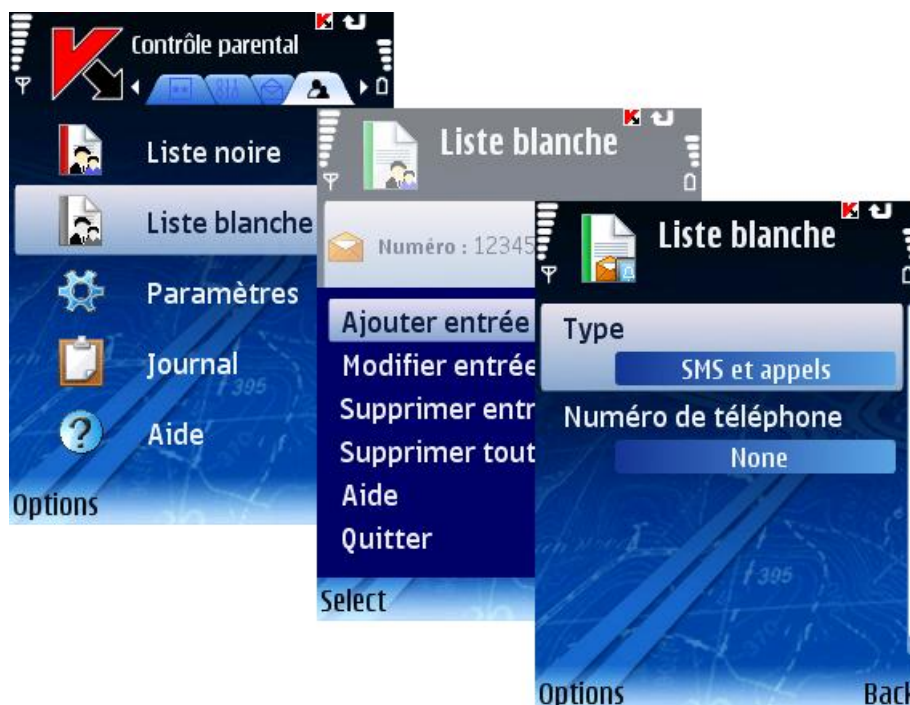 Contrôle parental
Liste noire
Liste blanche
Paramètres
Journal
Aide
Options
Liste blanche
Numéro : 12345
Ajouter entrée
Modifier entrée
Supprimer entr
Supprimer tout
Aide
Quitter
Select
Liste blanche
Type
SMS et appels
Numéro de téléphone
None
Options
Back